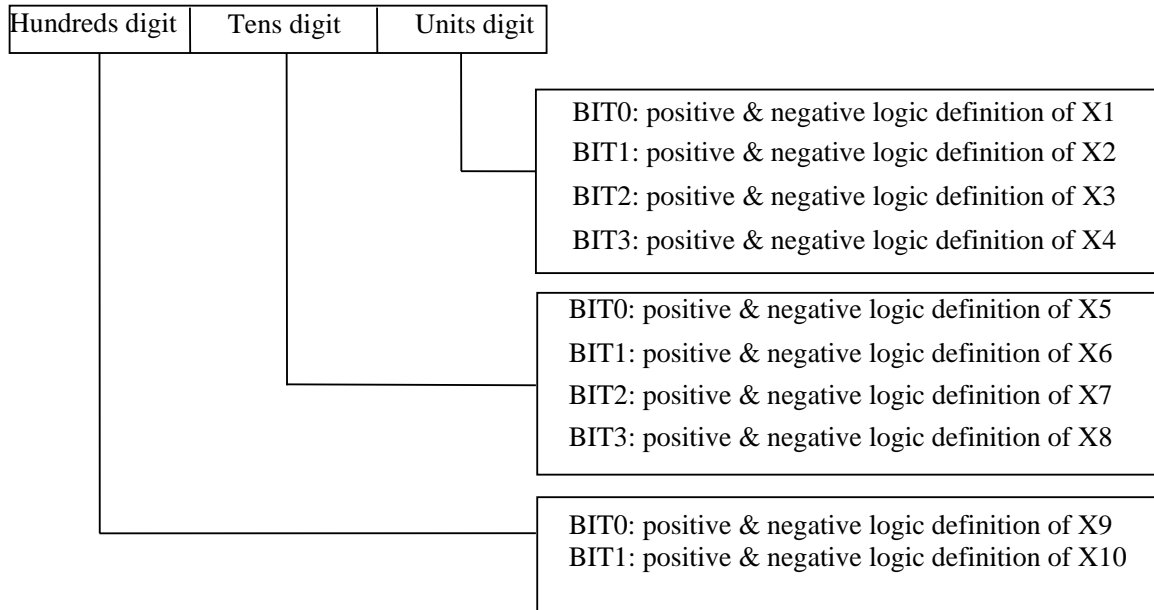 Hundreds digit Tens digit Units digit
BIT0: positive & negative logic definition of X1
BIT1: positive & negative logic definition of X2
BIT2: positive & negative logic definition of X3
BIT3: positive & negative logic definition of X4
BIT0: positive & negative logic definition of X5
BIT1: positive & negative logic definition of X6
BIT2: positive & negative logic definition of X7
BIT3: positive & negative logic definition of X8
BIT0: positive & negative logic definition of X9
BIT1: positive & negative logic definition of X10